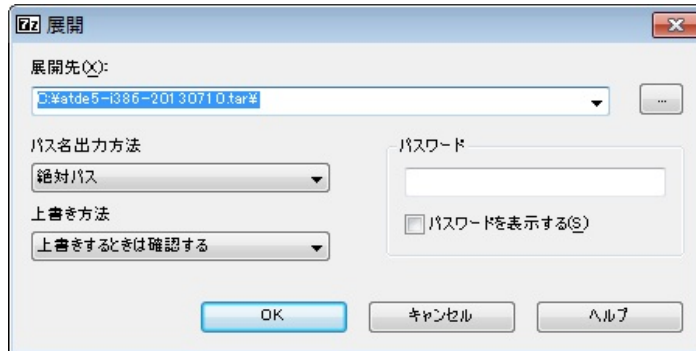 7z 展開
展開先(X):
C:¥atde5-i386-20130710.tar¥
...
パス名出力方法
絶対パス
上書き方法
上書きするときは確認する
パスワード
パスワードを表示する(S)
OK
キャンセル
ヘルプ